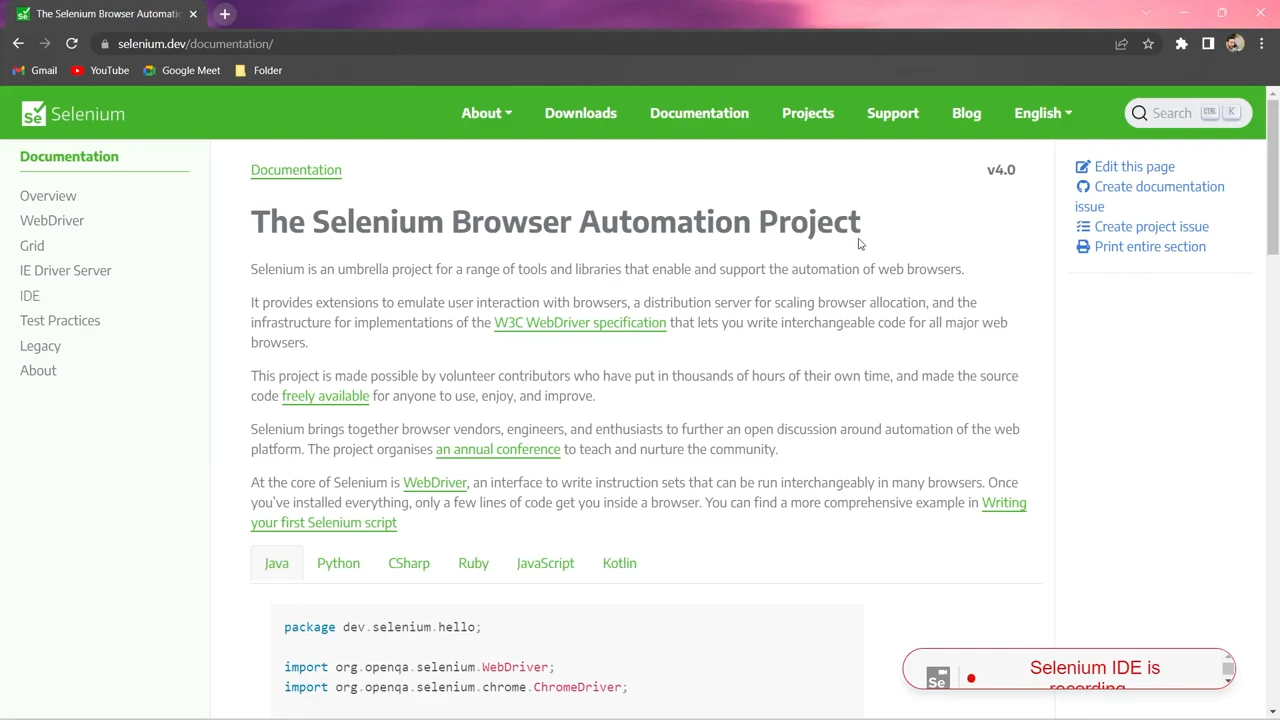 The Selenium Browser Automati
selenium.dev/documentation/
Gmail YouTube Google Meet Folder
Se Selenium About Downloads Documentation Projects Support Blog English Search CTRL K
Documentation
Overview
WebDriver
Grid
IE Driver Server
IDE
Test Practices
Legacy
About
Documentation v4.0
The Selenium Browser Automation Project
Selenium is an umbrella project for a range of tools and libraries that enable and support the automation of web browsers.
It provides extensions to emulate user interaction with browsers, a distribution server for scaling browser allocation, and the
infrastructure for implementations of the W3C WebDriver specification that lets you write interchangeable code for all major web
browsers.
This project is made possible by volunteer contributors who have put in thousands of hours of their own time, and made the source
code freely available for anyone to use, enjoy, and improve.
Selenium brings together browser vendors, engineers, and enthusiasts to further an open discussion around automation of the web
platform. The project organises an annual conference to teach and nurture the community.
At the core of Selenium is WebDriver, an interface to write instruction sets that can be run interchangeably in many browsers. Once
you've installed everything, only a few lines of code get you inside a browser. You can find a more comprehensive example in Writing
your first Selenium script
Java Python CSharp Ruby JavaScript Kotlin
package dev.selenium.hello;
import org.openqa.selenium.WebDriver;
import org.openqa.selenium.chrome.ChromeDriver;
Edit this page
Create documentation
issue
Create project issue
Print entire section
Se Selenium IDE is
recording